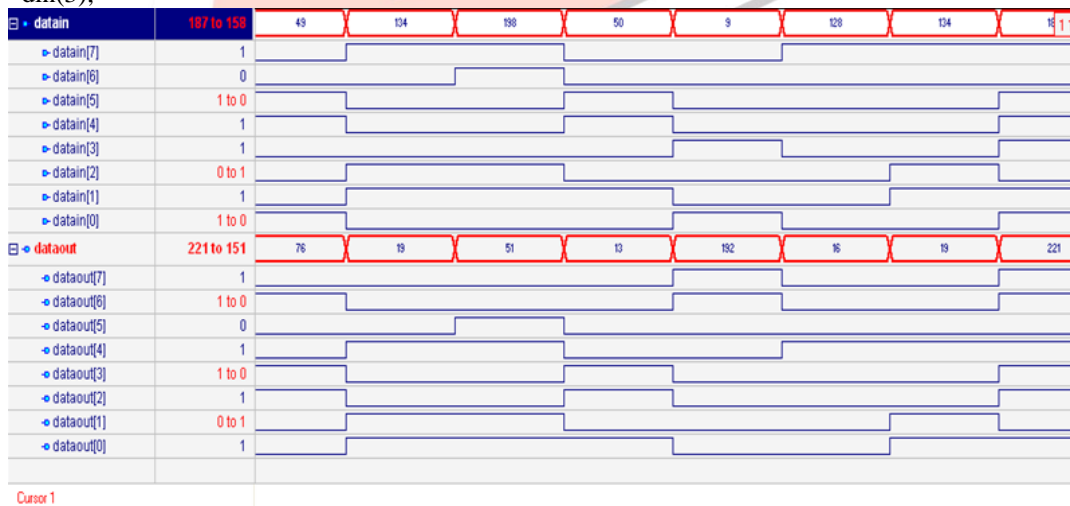 datain 187 to 158 49 134 198 50 9 128 134
datain[7] 1
datain[6] 0
datain[5] 1 to 0
datain[4] 1
datain[3] 1
datain[2] 0 to 1
datain[1] 1
datain[0] 1 to 0
dataout 221 to 151 76 19 51 13 192 16 19 221
dataout[7] 1
dataout[6] 1 to 0
dataout[5] 0
dataout[4] 1
dataout[3] 1 to 0
dataout[2] 1
dataout[1] 0 to 1
dataout[0] 1
Cursor 1